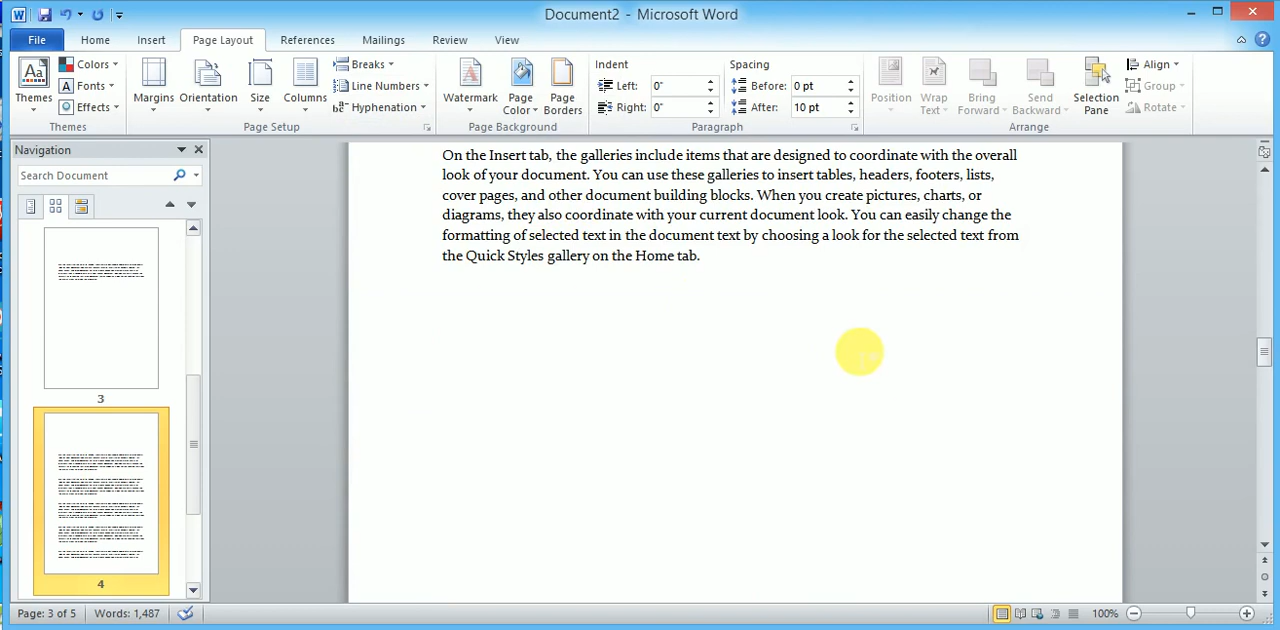 Document2 - Microsoft Word
File Home Insert Page Layout References Mailings Review View
Themes
Colors
Fonts
Effects
Themes
Margins
Orientation
Size
Columns
Breaks
Line Numbers
Hyphenation
Page Setup
Watermark
Page Color
Page Borders
Page Background
Indent
Left: 0"
Right: 0"
Spacing
Before: 0 pt
After: 10 pt
Paragraph
Position
Wrap Text
Bring Forward
Send Backward
Selection Pane
Align
Group
Rotate
Arrange
Navigation
Search Document
3
4
On the Insert tab, the galleries include items that are designed to coordinate with the overall
look of your document. You can use these galleries to insert tables, headers, footers, lists,
cover pages, and other document building blocks. When you create pictures, charts, or
diagrams, they also coordinate with your current document look. You can easily change the
formatting of selected text in the document text by choosing a look for the selected text from
the Quick Styles gallery on the Home tab.
Page: 3 of 5 Words: 1,487
100%